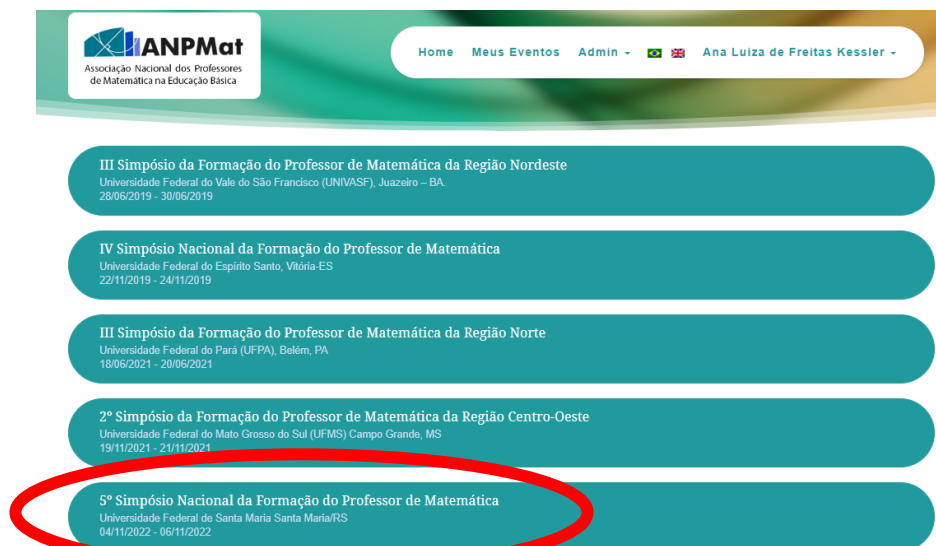 ANPMat
Associação Nacional dos Professores
de Matemática na Educação Básica
Home Meus Eventos Admin Ana Luiza de Freitas Kessler
III Simpósio da Formação do Professor de Matemática da Região Nordeste
Universidade Federal do Vale do São Francisco (UNIVASF), Juazeiro – BA.
28/06/2019 - 30/06/2019
IV Simpósio Nacional da Formação do Professor de Matemática
Universidade Federal do Espírito Santo, Vitória-ES
22/11/2019 - 24/11/2019
III Simpósio da Formação do Professor de Matemática da Região Norte
Universidade Federal do Pará (UFPA), Belém, PA
18/06/2021 - 20/06/2021
2º Simpósio da Formação do Professor de Matemática da Região Centro-Oeste
Universidade Federal do Mato Grosso do Sul (UFMS) Campo Grande, MS
19/11/2021 - 21/11/2021
5º Simpósio Nacional da Formação do Professor de Matemática
Universidade Federal de Santa Maria Santa Maria/RS
04/11/2022 - 06/11/2022